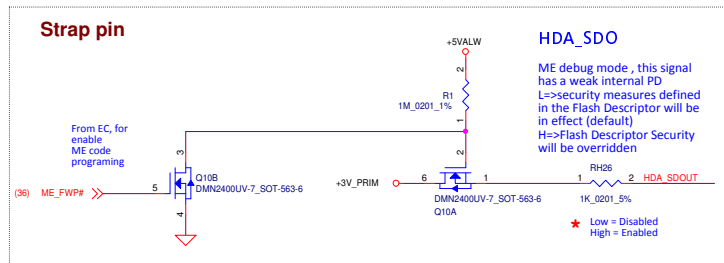 Strap pin
HDA_SDO
ME debug mode , this signal
has a weak internal PD
L=>security measures defined
in the Flash Descriptor will be
in effect (default)
H=>Flash Descriptor Security
will be overridden
+5VALW
2
R1
1M_0201_1%
1
From EC, for
enable
ME code
programing
3
Q10B
DMN2400UV-7_SOT-563-6
(36) ME_FWP#
5
4
2
+3V_PRIM
6
1
DMN2400UV-7_SOT-563-6
Q10A
RH26
1
2
HDA_SDOUT
1K_0201_5%
* Low = Disabled
High = Enabled